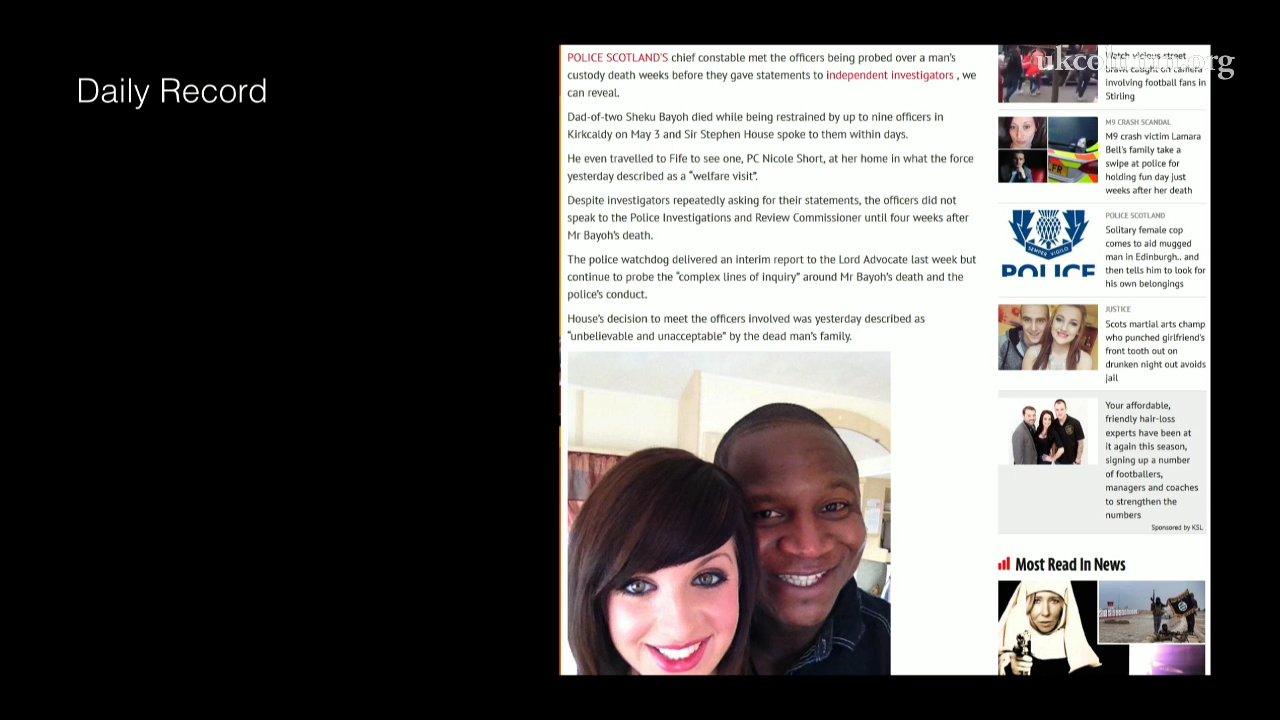 Daily Record
POLICE SCOTLAND'S chief constable met the officers being probed over a man's
custody death weeks before they gave statements to independent investigators , we
can reveal.
Dad-of-two Sheku Bayoh died while being restrained by up to nine officers in
Kirkcaldy on May 3 and Sir Stephen House spoke to them within days.
He even travelled to Fife to see one, PC Nicole Short, at her home in what the force
yesterday described as a “welfare visit”.
Despite investigators repeatedly asking for their statements, the officers did not
speak to the Police Investigations and Review Commissioner until four weeks after
Mr Bayoh’s death.
The police watchdog delivered an interim report to the Lord Advocate last week but
continue to probe the “complex lines of inquiry” around Mr Bayoh’s death and the
police’s conduct.
House’s decision to meet the officers involved was yesterday described as
“unbelievable and unacceptable” by the dead man’s family.
ukcolumn.org
Watch vicious street
brawl caught on camera
involving football fans in
Stirling
M9 CRASH SCANDAL
M9 crash victim Lamara
Bell's family take a
swipe at police for
holding fun day just
weeks after her death
POLICE SCOTLAND
Solitary female cop
comes to aid mugged
man in Edinburgh.. and
then tells him to look for
his own belongings
SEMPER VIGILO
POLICE
JUSTICE
Scots martial arts champ
who punched girlfriend's
front tooth out on
drunken night out avoids
jail
Your affordable,
friendly hair-loss
experts have been at
it again this season,
signing up a number
of footballers,
managers and coaches
to strengthen the
numbers
Sponsored by KSL
Most Read In News